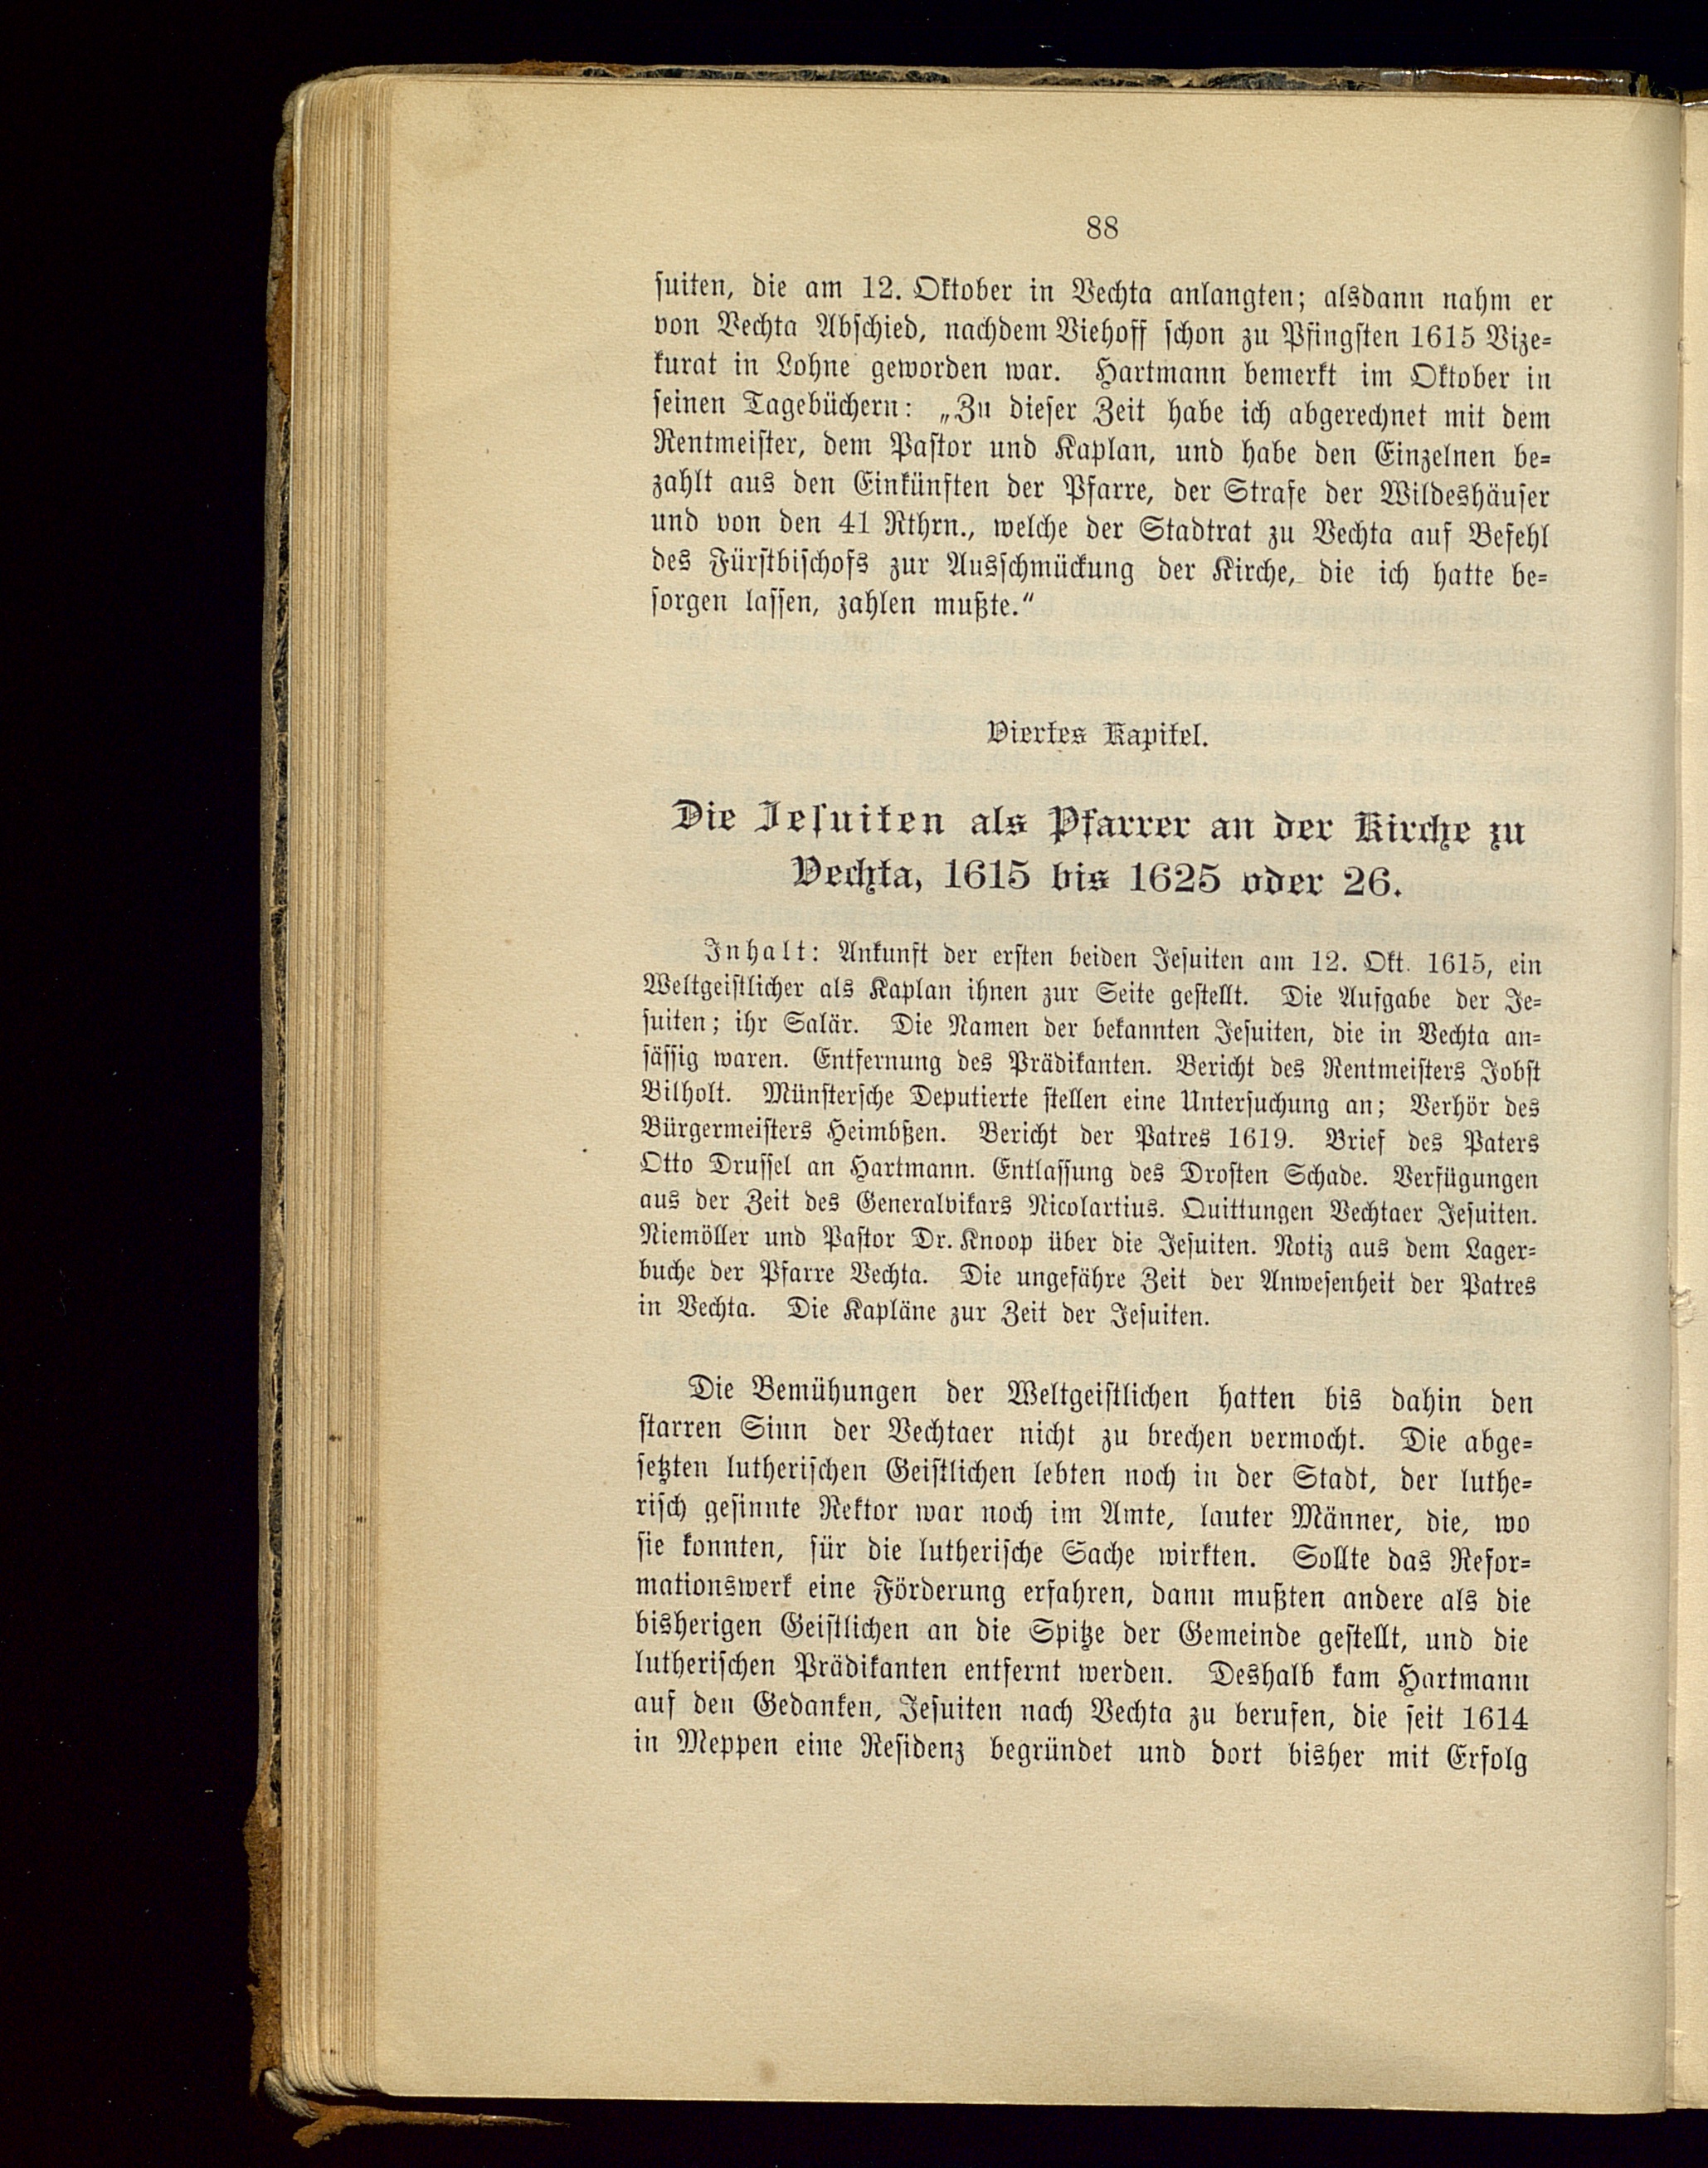 88
suiten, die am 12. Oktober in Vechta anlangten; alsdann nahm er
von Vechta Abschied, nachdem Viehoff schon zu Pfingsten 1615 Vize-
kurat in Lohne geworden war. Hartmann bemerkt im Oktober in
seinen Tagebüchern: „Zu dieser Zeit habe ich abgerechnet mit dem
Rentmeister, dem Pastor und Kaplan, und habe den Einzelnen be-
zahlt aus den Einkünften der Pfarre, der Strafe der Wildeshäuser
und von den 41 Rthrn., welche der Stadtrat zu Vechta auf Befehl
des Fürstbischofs zur Ausschmückung der Kirche, die ich hatte be-
sorgen lassen, zahlen mußte.“
Viertes Kapitel.
Die Jesuiten als Pfarrer an der Kirche zu
Vechta, 1615 bis 1625 oder 26.
Inhalt: Ankunft der ersten beiden Jesuiten am 12. Okt. 1615, ein
Weltgeistlicher als Kaplan ihnen zur Seite gestellt. Die Aufgabe der Je-
suiten; ihr Salär. Die Namen der bekannten Jesuiten, die in Vechta an-
sässig waren. Entfernung des Prädikanten. Bericht des Rentmeisters Jobst
Bilholt. Münstersche Deputierte stellen eine Untersuchung an; Verhör des
Bürgermeisters Heimbßen. Bericht der Patres 1619. Brief des Paters
Otto Drussel an Hartmann. Entlassung des Drosten Schade. Verfügungen
aus der Zeit des Generalvikars Nicolartius. Quittungen Vechtaer Jesuiten.
Niemöller und Pastor Dr. Knoop über die Jesuiten. Notiz aus dem Lager-
buche der Pfarre Vechta. Die ungefähre Zeit der Anwesenheit der Patres
in Vechta. Die Kapläne zur Zeit der Jesuiten.
Die Bemühungen der Weltgeistlichen hatten bis dahin den
starren Sinn der Vechtaer nicht zu brechen vermocht. Die abge-
setzten lutherischen Geistlichen lebten noch in der Stadt, der luthe-
risch gesinnte Rektor war noch im Amte, lauter Männer, die, wo
sie konnten, für die lutherische Sache wirkten. Sollte das Refor-
mationswerk eine Förderung erfahren, dann mußten andere als die
bisherigen Geistlichen an die Spitze der Gemeinde gestellt, und die
lutherischen Prädikanten entfernt werden. Deshalb kam Hartmann
auf den Gedanken, Jesuiten nach Vechta zu berufen, die seit 1614
in Meppen eine Residenz begründet und dort bisher mit Erfolg